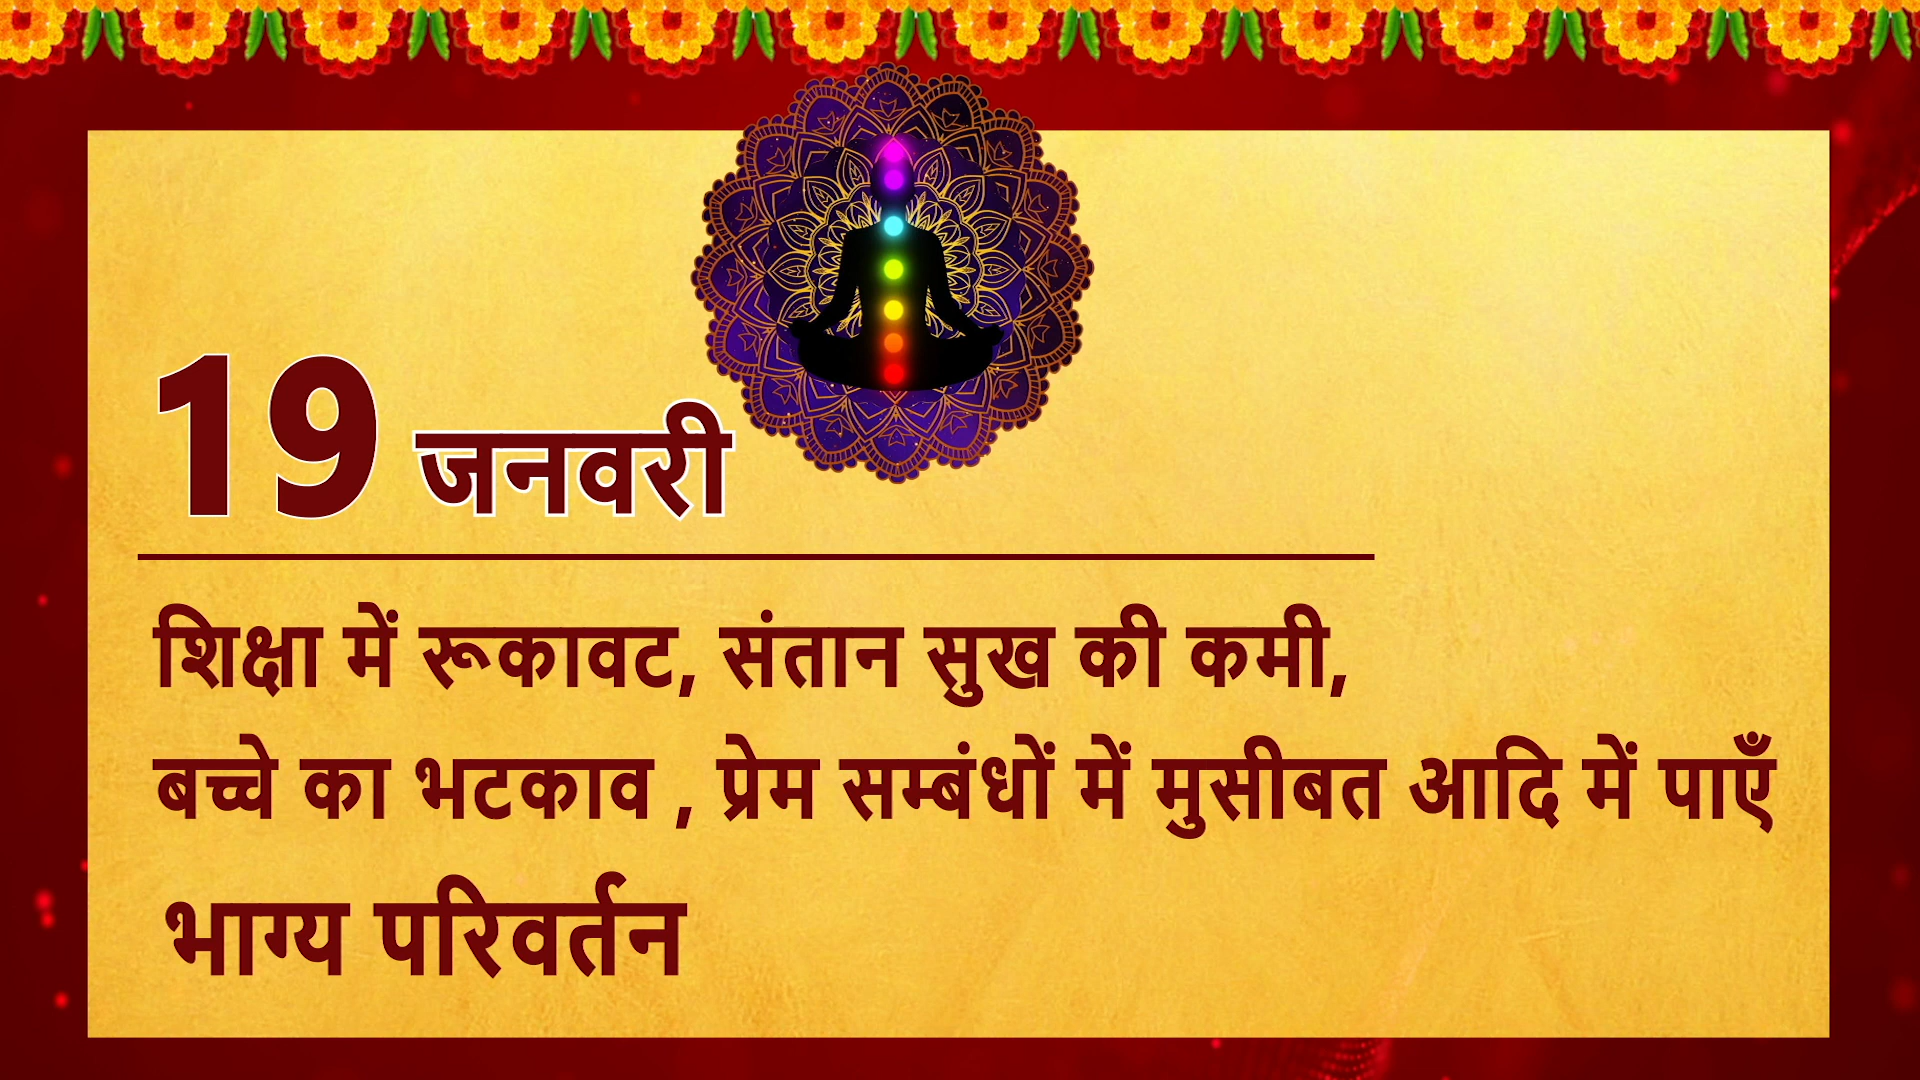 19 जनवरी
शिक्षा में रूकावट, संतान सुख की कमी,
बच्चे का भटकाव , प्रेम सम्बंधों में मुसीबत आदि में पाएँ
भाग्य परिवर्तन